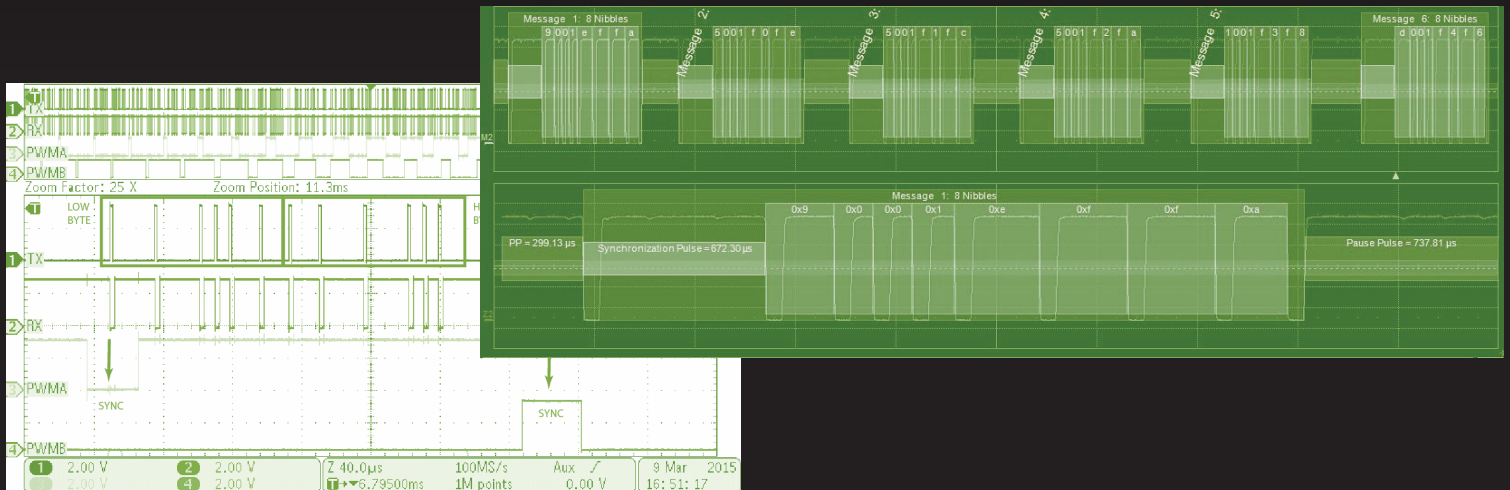 Message 1: 8 Nibbles
9 0 0 1 e f f a
Message 2:
5 0 0 1 f 0 f e
Message 3:
5 0 0 1 f 1 f c
Message 4:
5 0 0 1 f 2 f a
Message 5:
1 0 0 1 f 3 f 8
Message 6: 8 Nibbles
d 0 0 1 f 4 f 6
M2
Message 1: 8 Nibbles
0x9 0x0 0x0 0x1 0xe 0xf 0xf 0xa
PP = 299.13 µs
Synchronization Pulse = 672.30 µs
Pause Pulse = 737.81 µs
T
1 TX
2 RX
3 PWMA
4 PWMB
Zoom Factor: 25 X Zoom Position: 11.3ms
T
LOW
BYTE
1 TX
2 RX
3 PWMA
SYNC
SYNC
4 PWMB
1 2.00 V 2 2.00 V Z 40.0µs 100MS/s Aux 9 Mar 2015
3 2.00 V 4 2.00 V T 6.79500ms 1M points 0.00 V 16:51:17